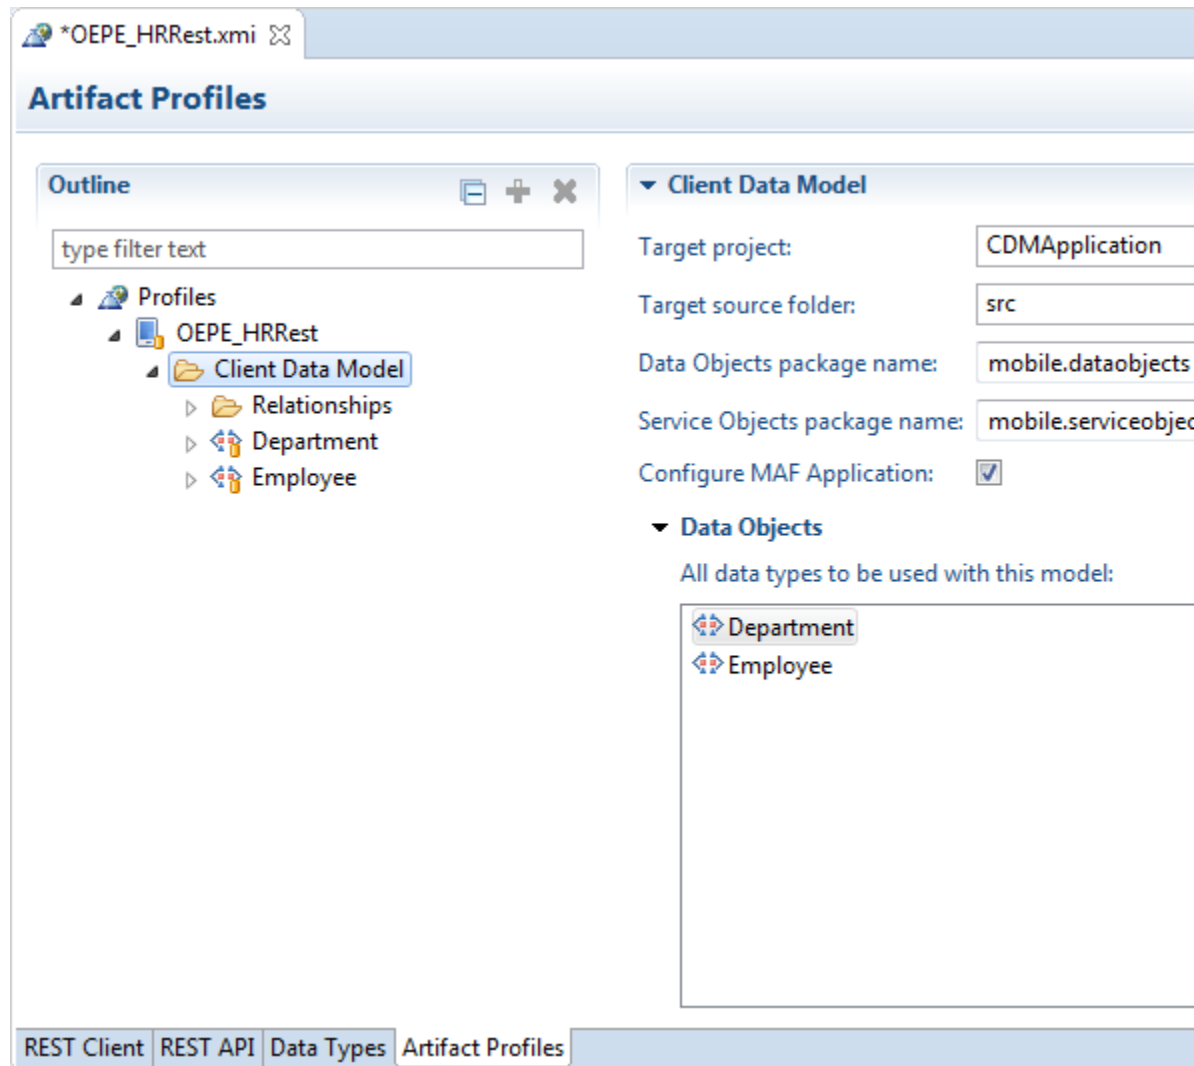 *OEPE_HRRest.xmi
Artifact Profiles
Outline
type filter text
Profiles
OEPE_HRRest
Client Data Model
Relationships
Department
Employee
Client Data Model
Target project: CDMApplication
Target source folder: src
Data Objects package name: mobile.dataobjects
Service Objects package name: mobile.serviceobjec
Configure MAF Application:
Data Objects
All data types to be used with this model:
Department
Employee
REST Client REST API Data Types Artifact Profiles